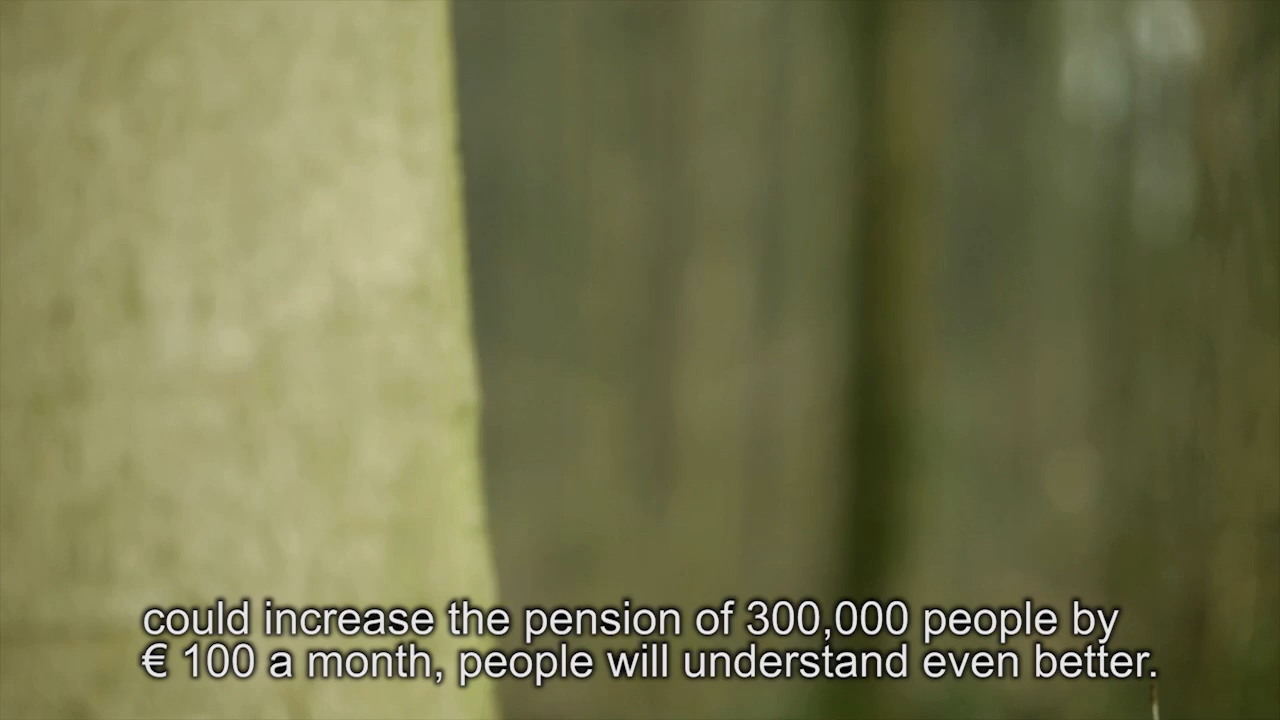 could increase the pension of 300,000 people by
€ 100 a month, people will understand even better.